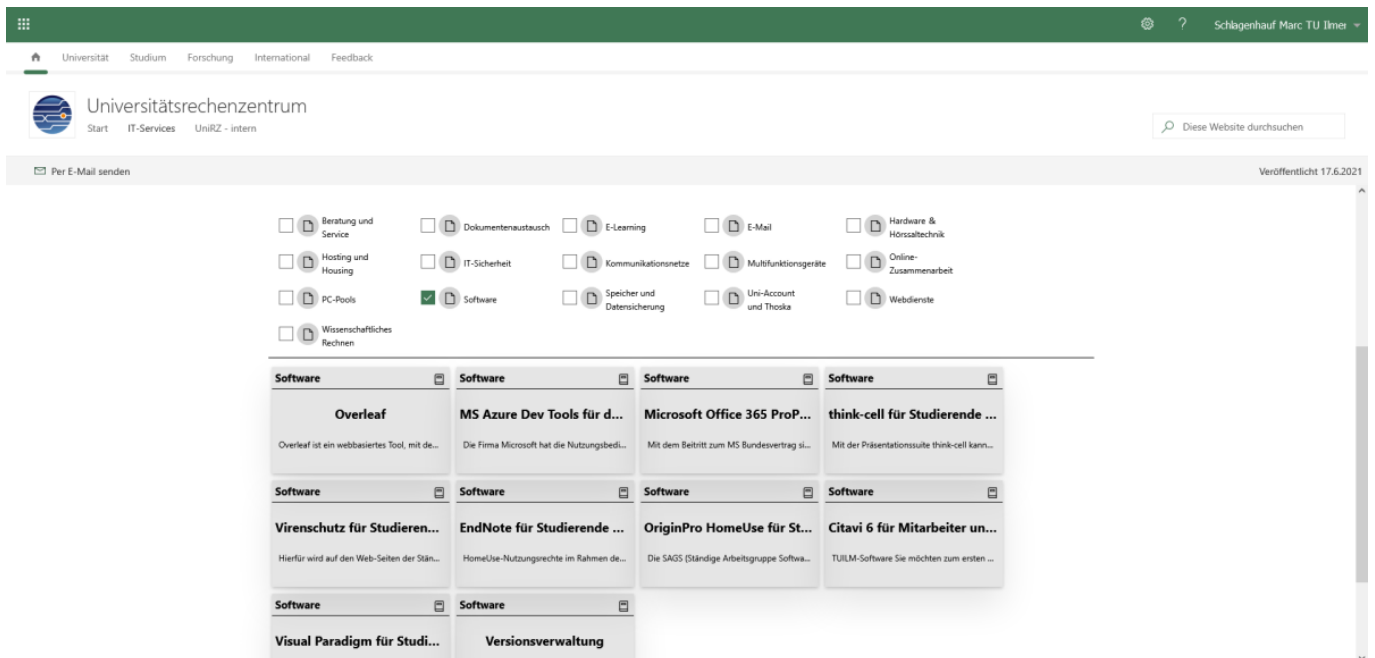 ? Schlagenhauf Marc TU Ilmer
Universität Studium Forschung International Feedback
Universitätsrechenzentrum
Start IT-Services UniRZ - intern
Diese Website durchsuchen
Per E-Mail senden
Veröffentlicht 17.6.2021
Beratung und
Service
Dokumentenaustausch
E-Learning
E-Mail
Hardware &
Hörssaltechnik
Hosting und
Housing
IT-Sicherheit
Kommunikationsnetze
Multifunktionsgeräte
Online-
Zusammenarbeit
PC-Pools
Software
Speicher und
Datensicherung
Uni-Account
und Thoska
Webdienste
Wissenschaftliches
Rechnen
Software
Overleaf
Overleaf ist ein webbasiertes Tool, mit de...
Software
MS Azure Dev Tools für d...
Die Firma Microsoft hat die Nutzungsbedi...
Software
Microsoft Office 365 ProP...
Mit dem Beitritt zum MS Bundesvertrag si...
Software
think-cell für Studierende ...
Mit der Präsentationssuite think-cell kann...
Software
Virenschutz für Studieren...
Hierfür wird auf den Web-Seiten der Stän...
Software
EndNote für Studierende ...
HomeUse-Nutzungsrechte im Rahmen de...
Software
OriginPro HomeUse für St...
Die SAGS (Ständige Arbeitsgruppe Softwa...
Software
Citavi 6 für Mitarbeiter un...
TUILM-Software Sie möchten zum ersten ...
Software
Visual Paradigm für Studi...
Software
Versionsverwaltung